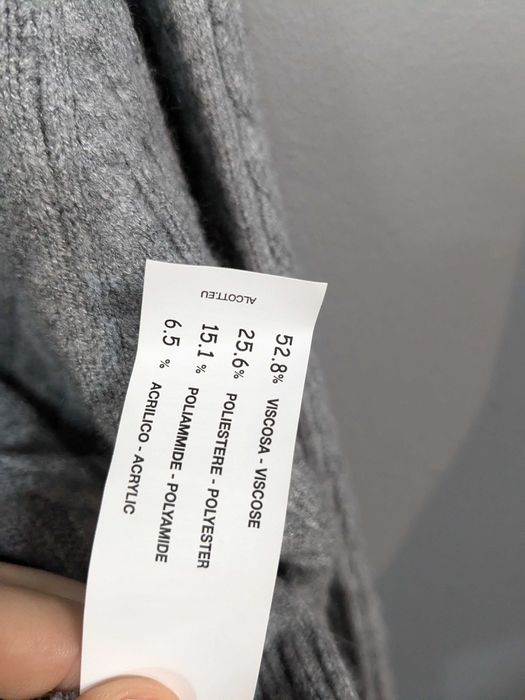 52.8% VISCOSA - VISCOSE
25.6% POLIESTERE - POLYESTER
15.1 % POLIAMMIDE - POLYAMIDE
6.5 % ACRILICO - ACRYLIC
ALCOTT.EU